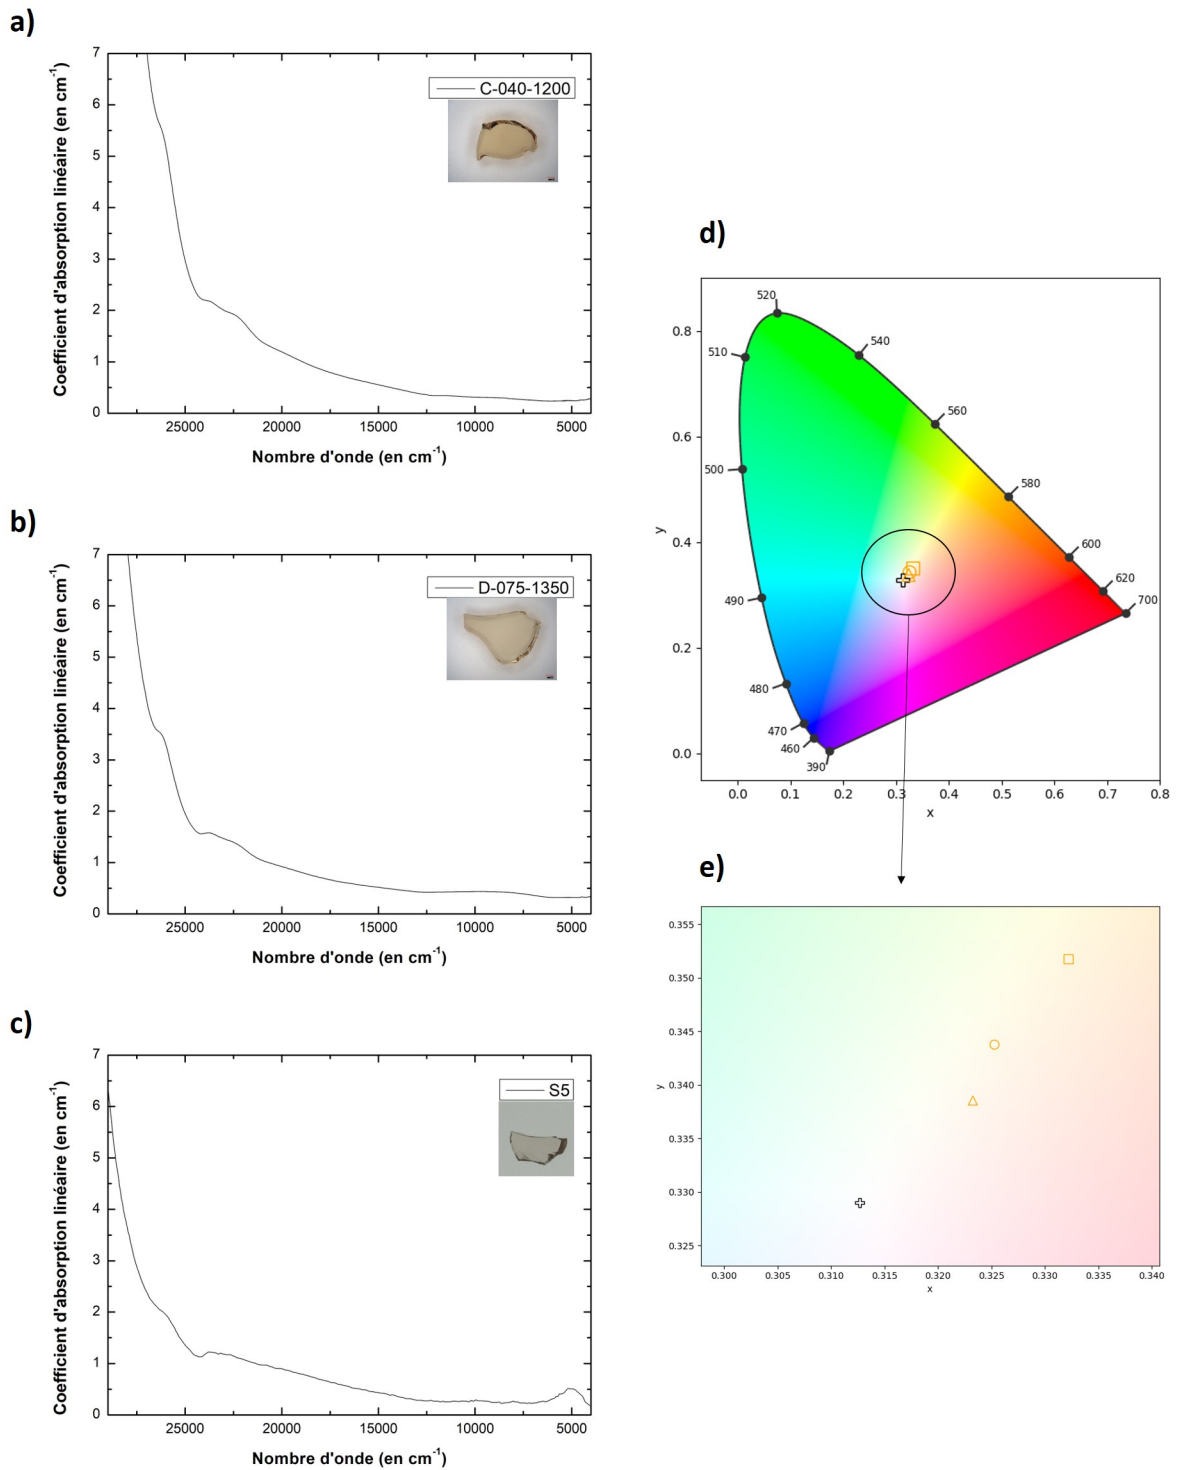 a)
7
6
5
4
3
2
1
0
Coefficient d'absorption linéaire (en cm-1)
C-040-1200
25000 20000 15000 10000 5000
Nombre d'onde (en cm-1)
b)
7
6
5
4
3
2
1
0
Coefficient d'absorption linéaire (en cm-1)
D-075-1350
25000 20000 15000 10000 5000
Nombre d'onde (en cm-1)
c)
7
6
5
4
3
2
1
0
Coefficient d'absorption linéaire (en cm-1)
S5
25000 20000 15000 10000 5000
Nombre d'onde (en cm-1)
d)
0.8
0.6
0.4
0.2
0.0
y
520
540
510
560
500
580
600
620
490
700
480
470
460
390
0.0 0.1 0.2 0.3 0.4 0.5 0.6 0.7 0.8
x
e)
0.355
0.350
0.345
0.340
0.335
0.330
0.325
y
0.300 0.305 0.310 0.315 0.320 0.325 0.330 0.335 0.340
x